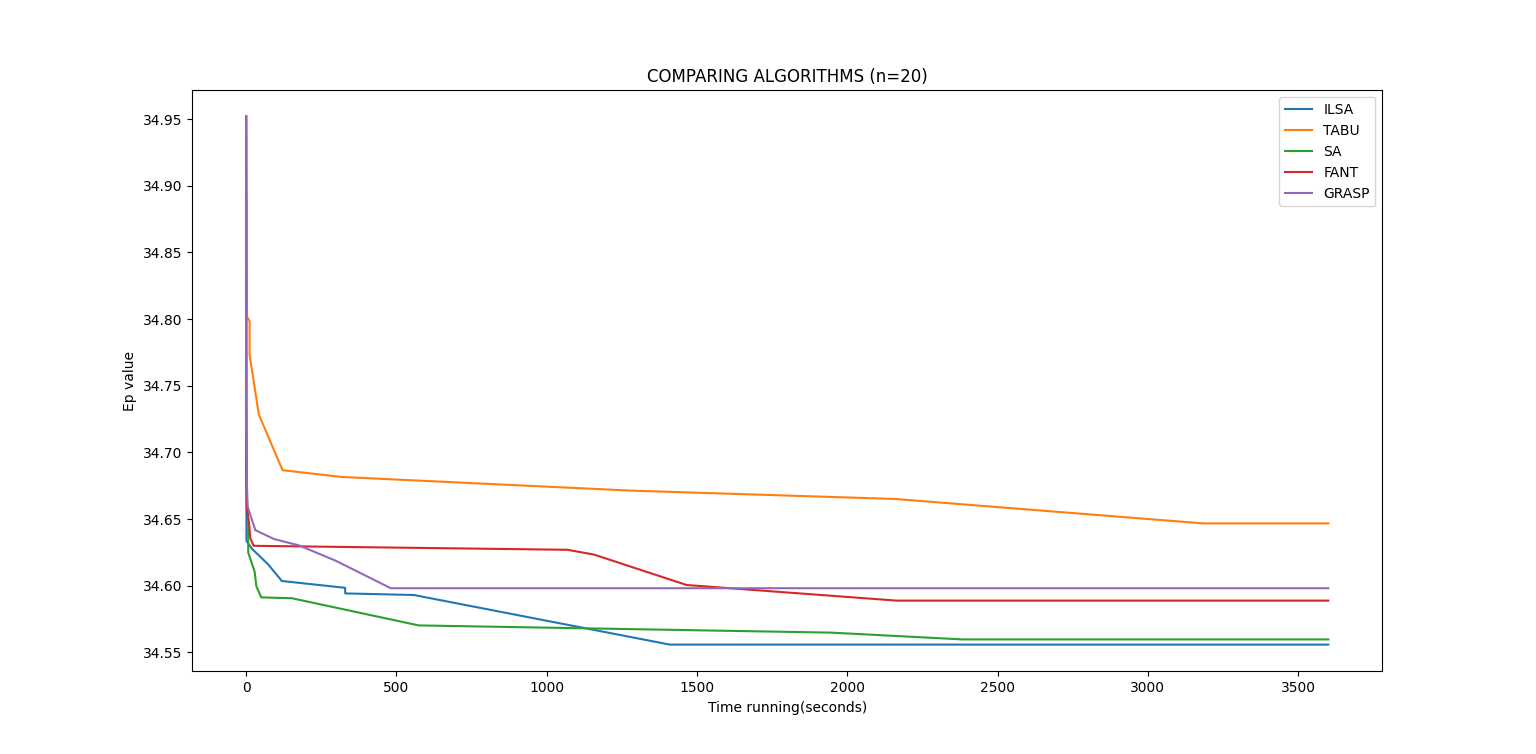 COMPARING ALGORITHMS (n=20)
ILSA
TABU
SA
FANT
GRASP
34.95
34.90
34.85
34.80
34.75
34.70
34.65
34.60
34.55
Ep value
0 500 1000 1500 2000 2500 3000 3500
Time running(seconds)